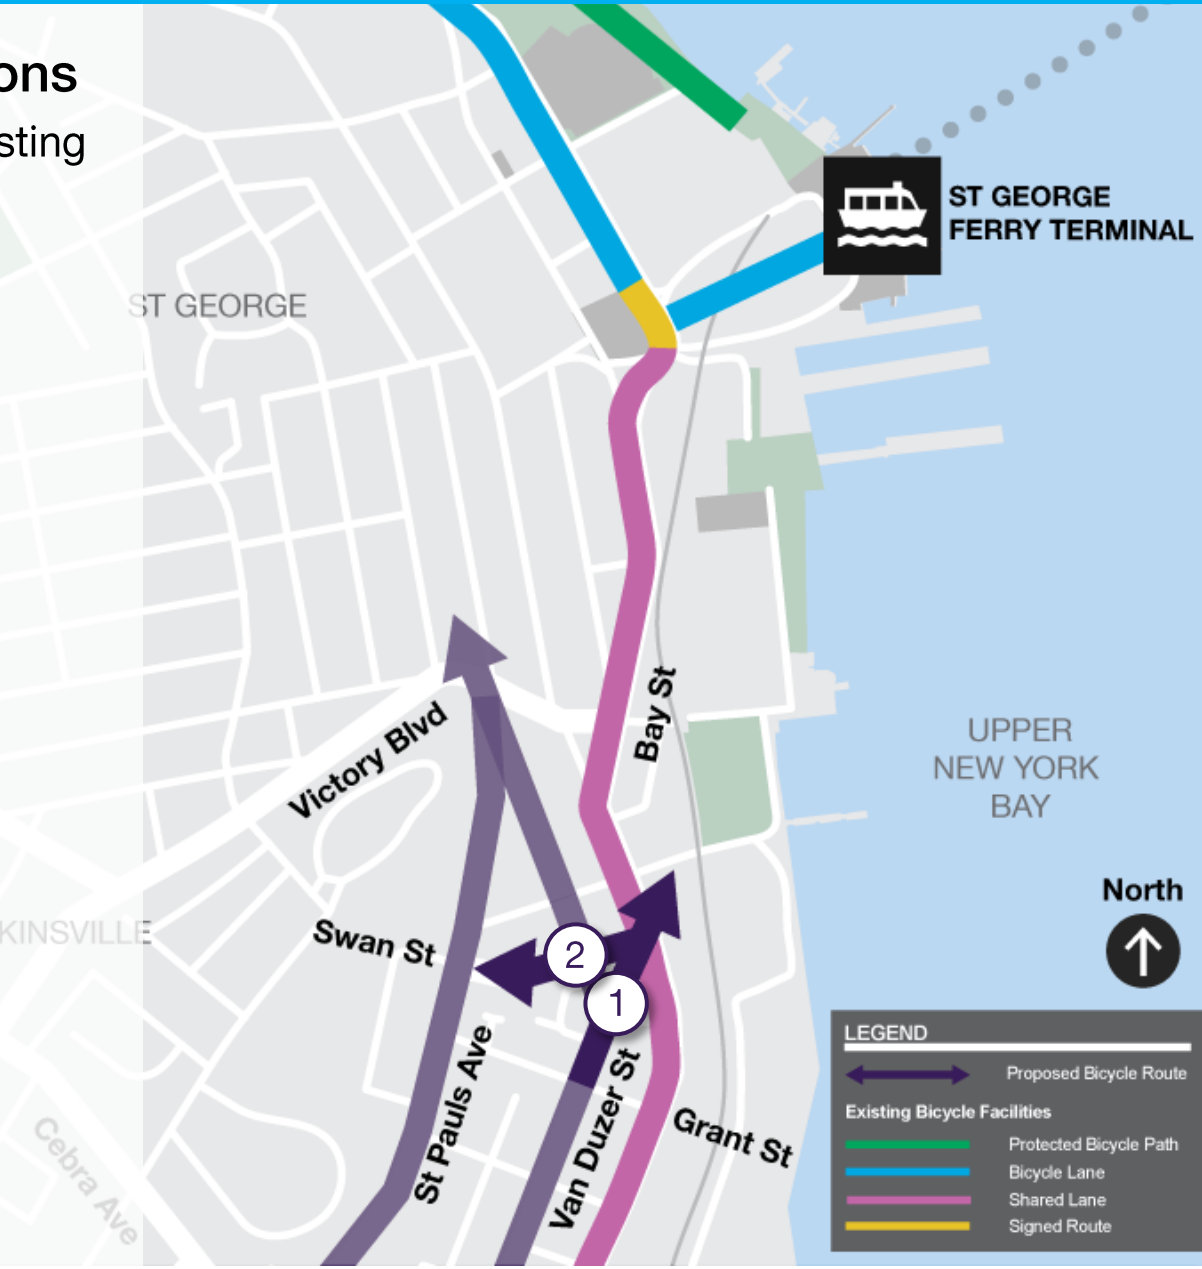 ons
sting
ST GEORGE
FERRY TERMINAL
ST GEORGE
Victory Blvd
Bay St
UPPER
NEW YORK
BAY
North
KINSVILLE
Swan St
2
1
St Pauls Ave
Van Duzer St
Grant St
Cebra Ave
LEGEND
Proposed Bicycle Route
Existing Bicycle Facilities
Protected Bicycle Path
Bicycle Lane
Shared Lane
Signed Route